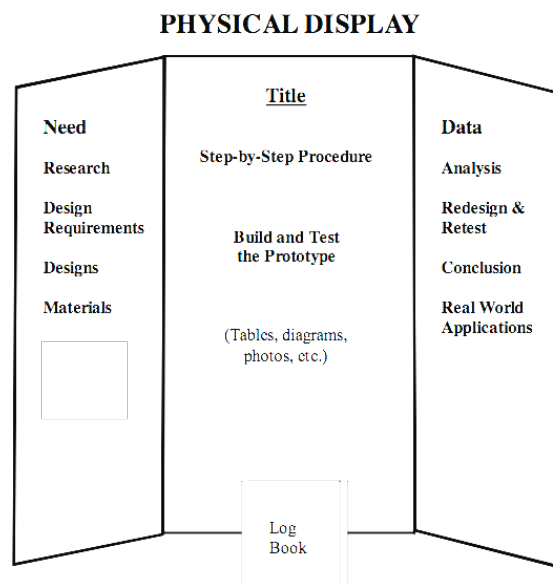 PHYSICAL DISPLAY
Need
Research
Design
Requirements
Designs
Materials
Title
Step-by-Step Procedure
Build and Test
the Prototype
(Tables, diagrams,
photos, etc.)
Log
Book
Data
Analysis
Redesign &
Retest
Conclusion
Real World
Applications